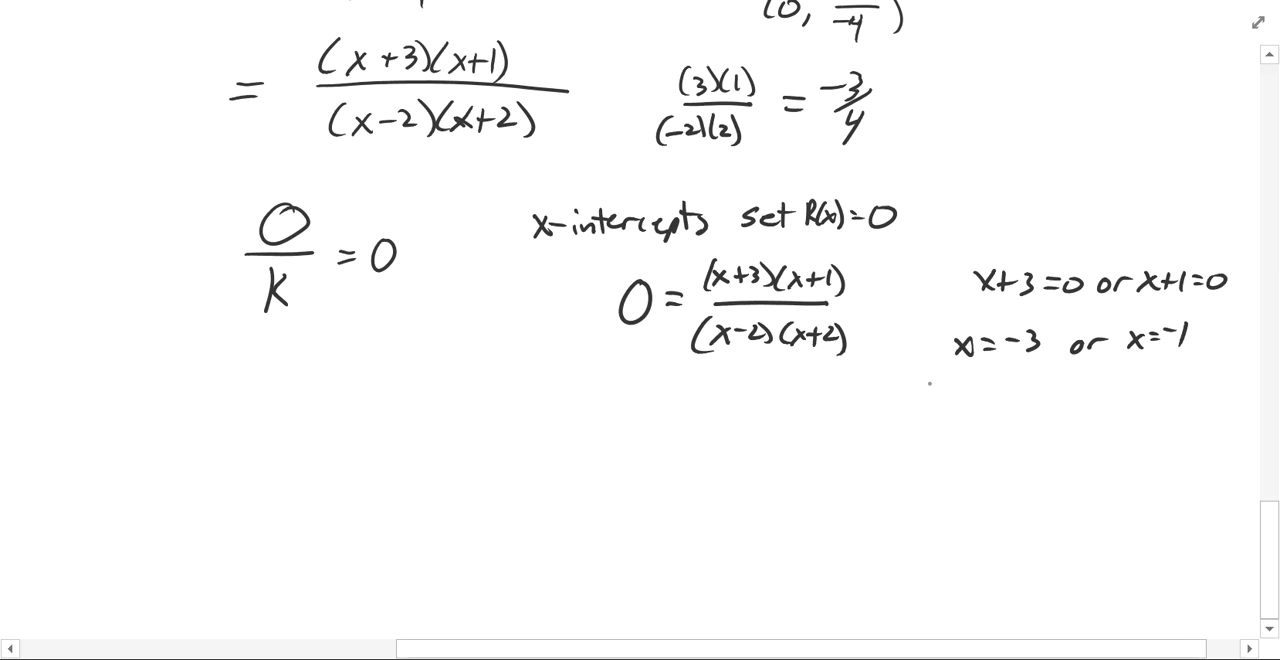 (0, —/-4)
= (x+3)(x+1)/(x-2)(x+2)
(3)(1)/(-2)(2) = -3/4
0/K = 0
x-intercepts set R(x)=0
0 = (x+3)(x+1)/(x-2)(x+2)
x+3=0 or x+1=0
x=-3 or x=-1